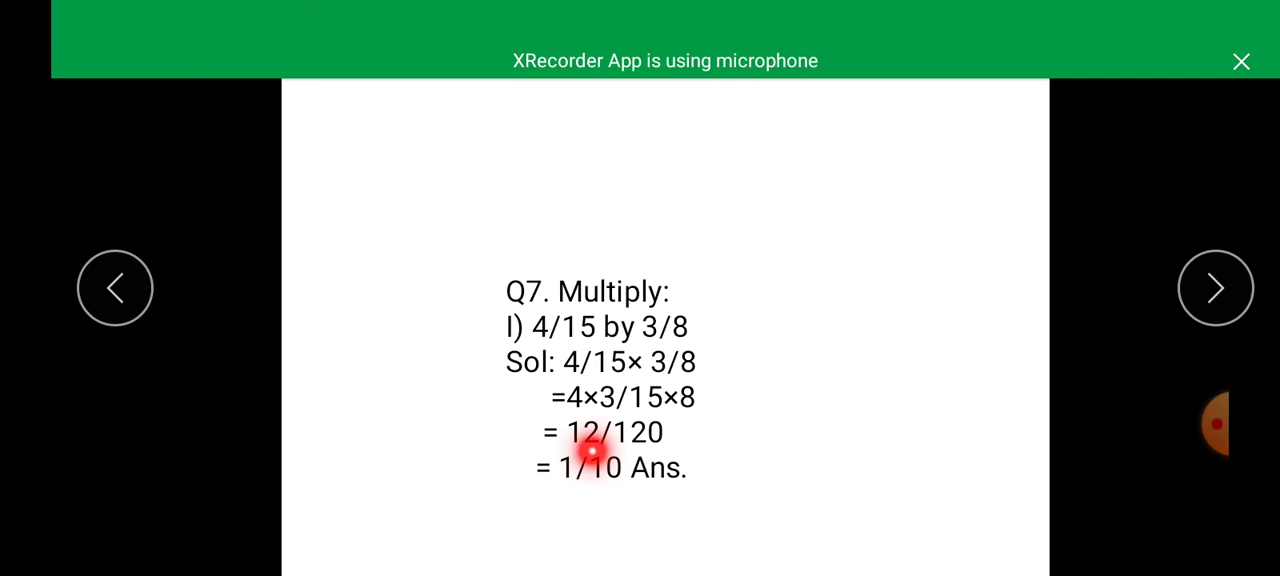 XRecorder App is using microphone
Q7. Multiply:
I) 4/15 by 3/8
Sol: 4/15× 3/8
=4×3/15×8
= 12/120
= 1/10 Ans.